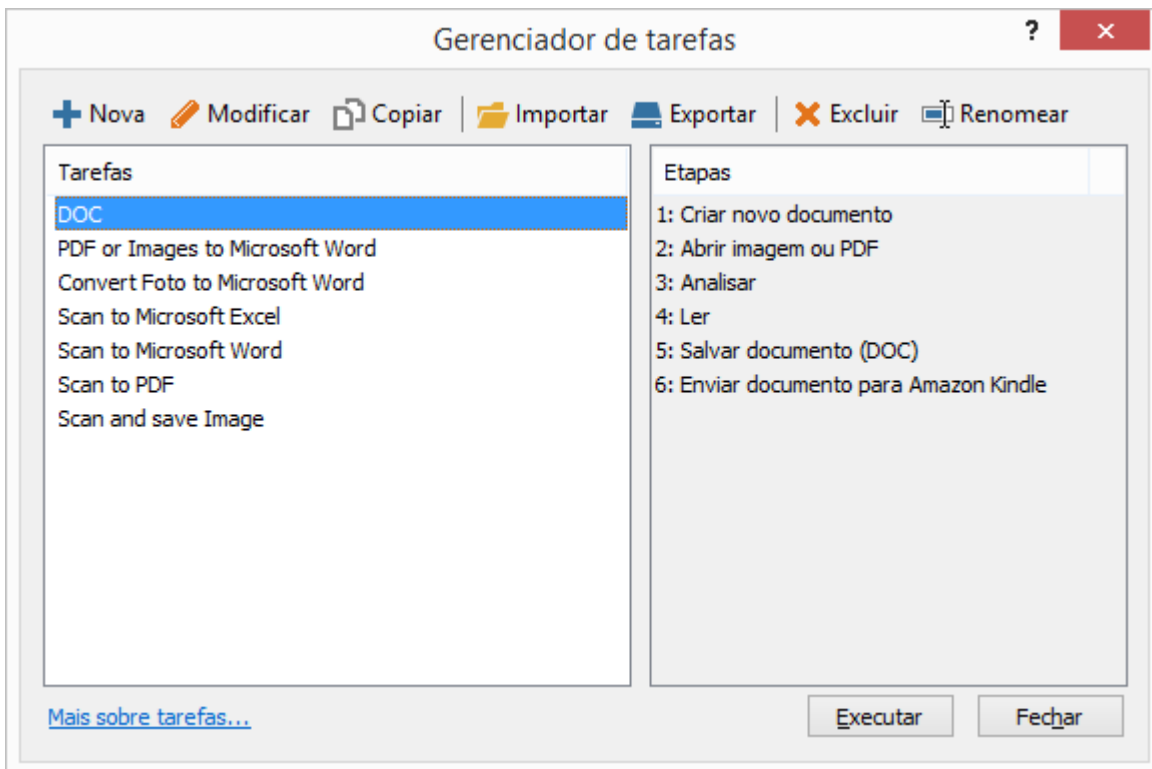 Gerenciador de tarefas
?
Nova Modificar Copiar Importar Exportar Excluir Renomear
Tarefas
DOC
PDF or Images to Microsoft Word
Convert Foto to Microsoft Word
Scan to Microsoft Excel
Scan to Microsoft Word
Scan to PDF
Scan and save Image
Etapas
1: Criar novo documento
2: Abrir imagem ou PDF
3: Analisar
4: Ler
5: Salvar documento (DOC)
6: Enviar documento para Amazon Kindle
Mais sobre tarefas...
Executar
Fechar